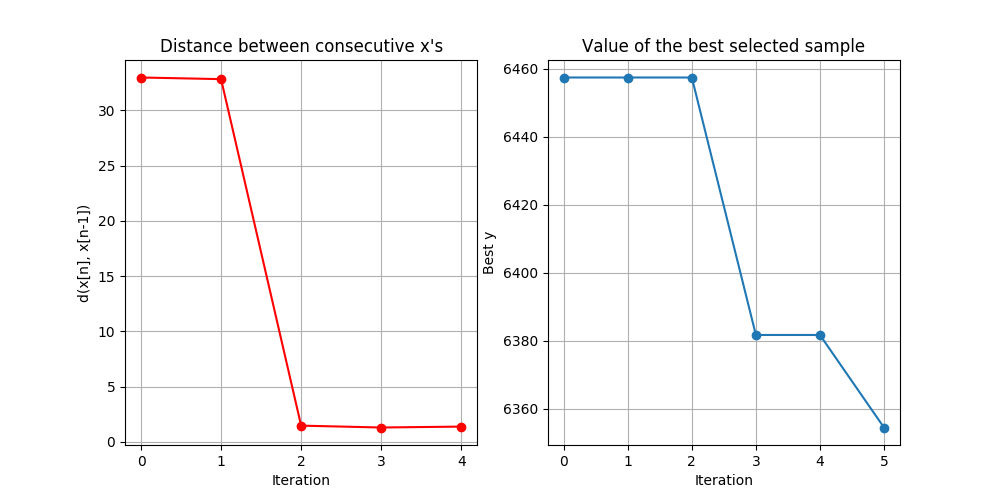 Distance between consecutive x's
30
25
20
15
10
5
0
d(x[n], x[n-1])
0 1 2 3 4
Iteration
Value of the best selected sample
6460
6440
6420
6400
6380
6360
Best y
0 1 2 3 4 5
Iteration